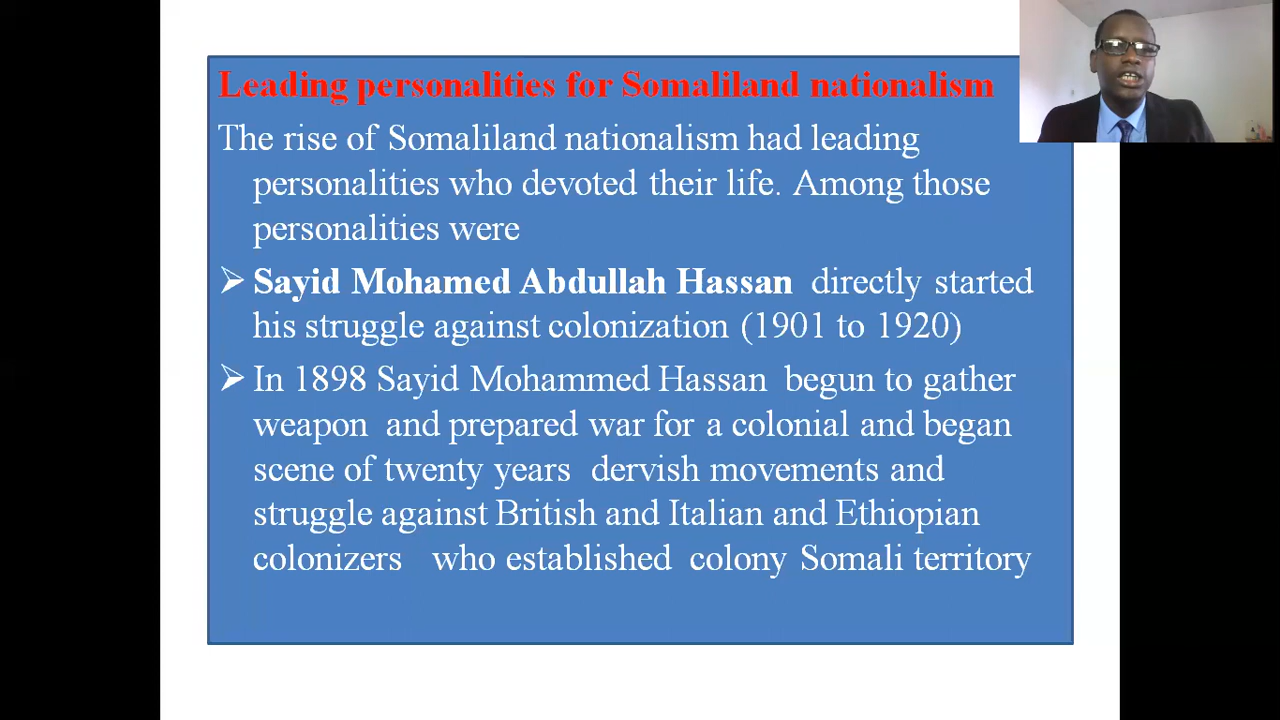 Leading personalities for Somaliland nationalism
The rise of Somaliland nationalism had leading
personalities who devoted their life. Among those
personalities were
➢ Sayid Mohamed Abdullah Hassan directly started
his struggle against colonization (1901 to 1920)
➢ In 1898 Sayid Mohammed Hassan begun to gather
weapon and prepared war for a colonial and began
scene of twenty years dervish movements and
struggle against British and Italian and Ethiopian
colonizers who established colony Somali territory